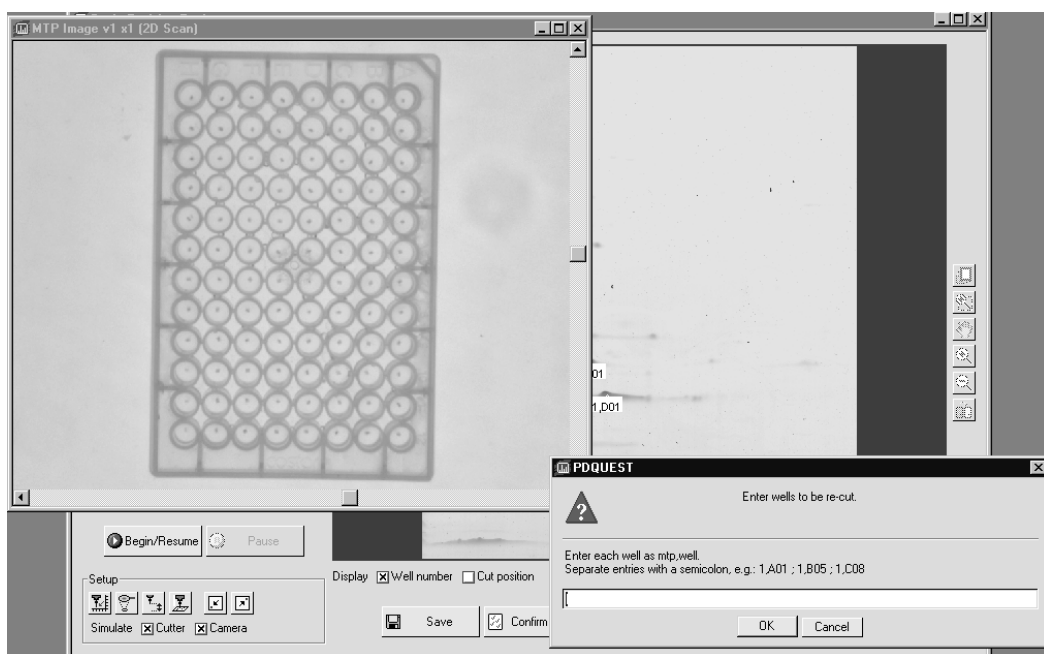 MTP Image v1 x1 (2D Scan)
01
1,D01
PDQUEST
Enter wells to be re-cut.
Enter each well as mtp,well.
Separate entries with a semicolon, e.g.: 1,A01 ; 1,B05 ; 1,C08
OK
Cancel
Begin/Resume
Pause
Setup
Simulate Cutter Camera
Display Well number Cut position
Save
Confirm